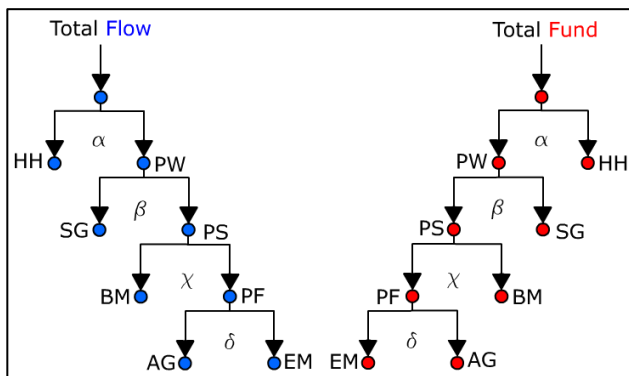 Total Flow Total Fund
α α
HH PW PW HH
β β
SG PS PS SG
χ χ
BM PF PF BM
δ δ
AG EM EM AG